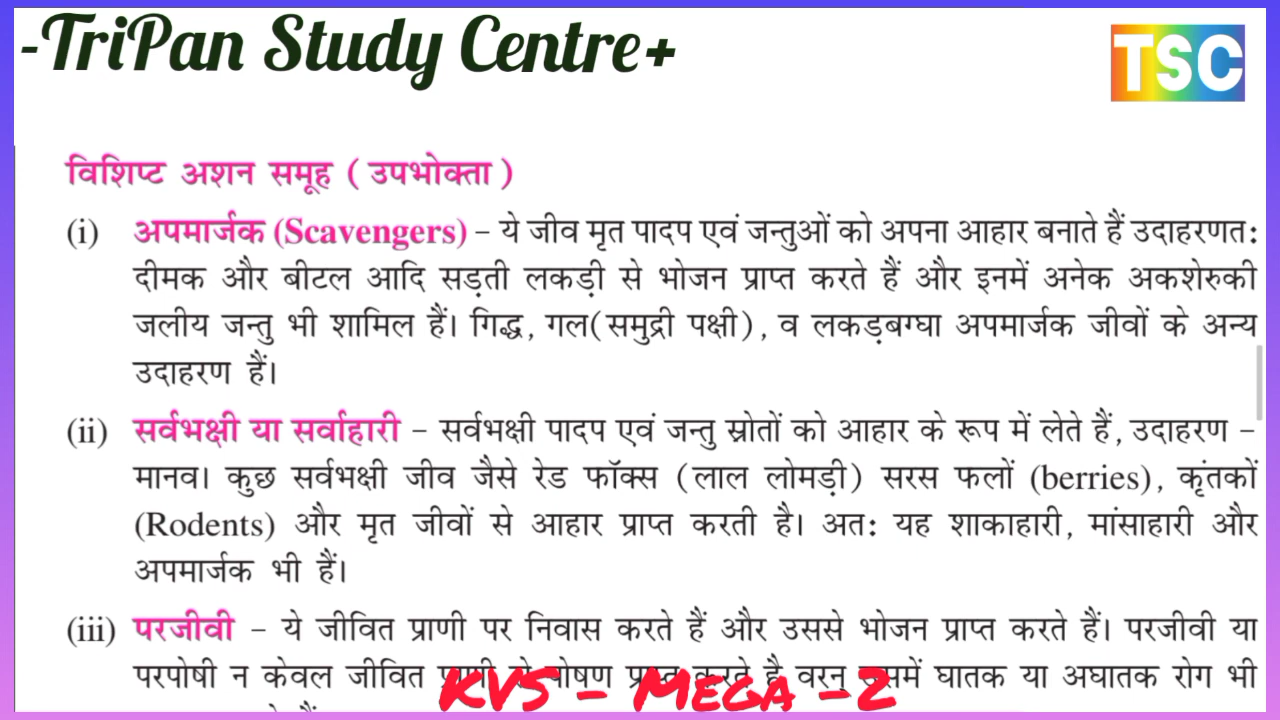 -TriPan Study Centre+
TSC
विशिष्ट अशन समूह ( उपभोक्ता )
(i) अपमार्जक (Scavengers) – ये जीव मृत पादप एवं जन्तुओं को अपना आहार बनाते हैं उदाहरणत:
दीमक और बीटल आदि सड़ती लकड़ी से भोजन प्राप्त करते हैं और इनमें अनेक अकशेरुकी
जलीय जन्तु भी शामिल हैं। गिद्ध, गल(समुद्री पक्षी), व लकड़बग्घा अपमार्जक जीवों के अन्य
उदाहरण हैं।
(ii) सर्वभक्षी या सर्वाहारी – सर्वभक्षी पादप एवं जन्तु स्रोतों को आहार के रूप में लेते हैं, उदाहरण –
मानव। कुछ सर्वभक्षी जीव जैसे रेड फॉक्स (लाल लोमड़ी) सरस फलों (berries), कृंतकों
(Rodents) और मृत जीवों से आहार प्राप्त करती है। अत: यह शाकाहारी, मांसाहारी और
अपमार्जक भी हैं।
(iii) परजीवी – ये जीवित प्राणी पर निवास करते हैं और उससे भोजन प्राप्त करते हैं। परजीवी या
परपोषी न केवल जीवित प्राणी से पोषण प्राप्त करते है वरन् में घातक या अघातक रोग भी
KVS – MEGA -2